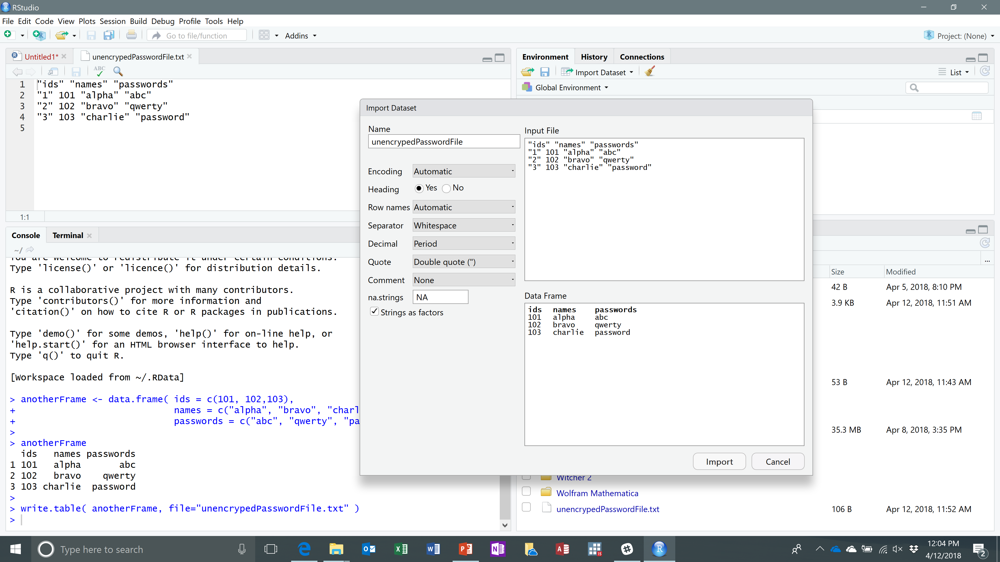 RStudio
File Edit Code View Plots Session Build Debug Profile Tools Help
Go to file/function
Addins
Project: (None)
Untitled1*
unencrypedPasswordFile.txt
ABC
1 "ids" "names" "passwords"
2 "1" 101 "alpha" "abc"
3 "2" 102 "bravo" "qwerty"
4 "3" 103 "charlie" "password"
5
1:1
Environment History Connections
Import Dataset
List
Global Environment
Import Dataset
Name
unencrypedPasswordFile
Encoding Automatic
Heading Yes No
Row names Automatic
Separator Whitespace
Decimal Period
Quote Double quote (")
Comment None
na.strings NA
Strings as factors
Input File
"ids" "names" "passwords"
"1" 101 "alpha" "abc"
"2" 102 "bravo" "qwerty"
"3" 103 "charlie" "password"
Data Frame
ids names passwords
101 alpha abc
102 bravo qwerty
103 charlie password
Import Cancel
Console Terminal
~/
You are welcome to redistribute it under certain conditions.
Type 'license()' or 'licence()' for distribution details.
R is a collaborative project with many contributors.
Type 'contributors()' for more information and
'citation()' on how to cite R or R packages in publications.
Type 'demo()' for some demos, 'help()' for on-line help, or
'help.start()' for an HTML browser interface to help.
Type 'q()' to quit R.
[Workspace loaded from ~/.RData]
> anotherFrame <- data.frame( ids = c(101, 102,103),
+ names = c("alpha", "bravo", "charl
+ passwords = c("abc", "qwerty", "pa
>
> anotherFrame
ids names passwords
1 101 alpha abc
2 102 bravo qwerty
3 103 charlie password
>
> write.table( anotherFrame, file="unencrypedPasswordFile.txt" )
>
...
Size Modified
42 B Apr 5, 2018, 8:10 PM
3.9 KB Apr 12, 2018, 11:51 AM
53 B Apr 12, 2018, 11:43 AM
35.3 MB Apr 8, 2018, 3:35 PM
Witcher 2
Wolfram Mathematica
unencrypedPasswordFile.txt 106 B Apr 12, 2018, 11:52 AM
Type here to search
15
12:04 PM
4/12/2018
2